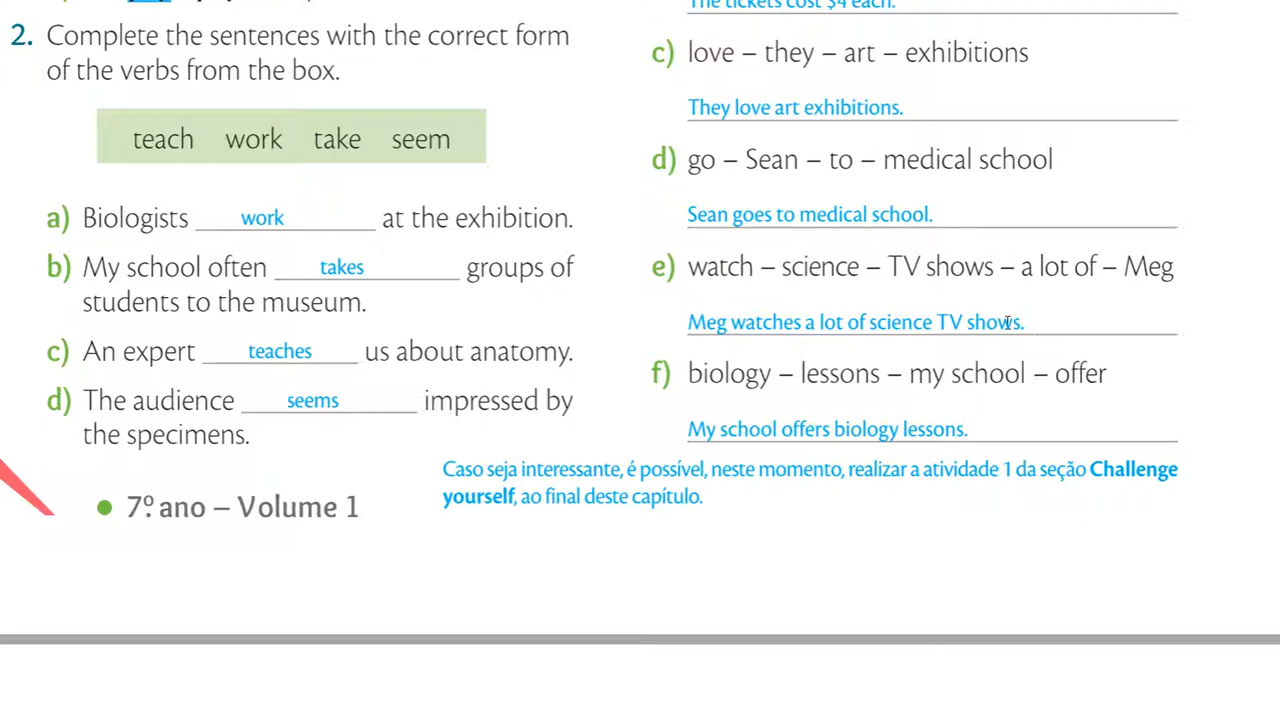 2. Complete the sentences with the correct form
of the verbs from the box.
teach work take seem
a) Biologists work at the exhibition.
b) My school often takes groups of
students to the museum.
c) An expert teaches us about anatomy.
d) The audience seems impressed by
the specimens.
The tickets cost $4 each.
c) love – they – art – exhibitions
They love art exhibitions.
d) go – Sean – to – medical school
Sean goes to medical school.
e) watch – science – TV shows – a lot of – Meg
Meg watches a lot of science TV shows.
f) biology – lessons – my school – offer
My school offers biology lessons.
Caso seja interessante, é possível, neste momento, realizar a atividade 1 da seção Challenge
yourself, ao final deste capítulo.
7º. ano – Volume 1